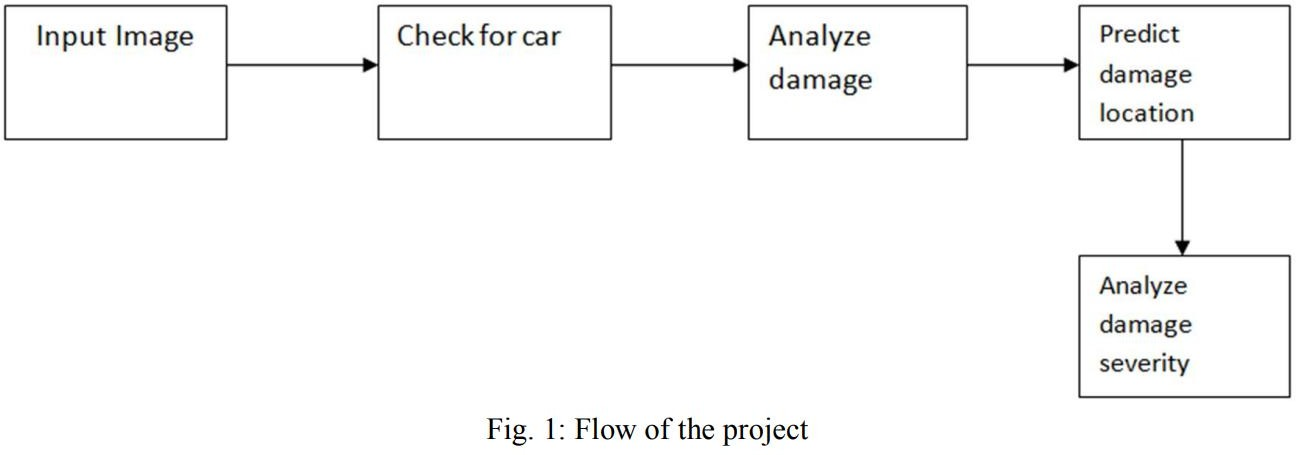 Input Image
Check for car
Analyze
damage
Predict
damage
location
Analyze
damage
severity
Fig. 1: Flow of the project